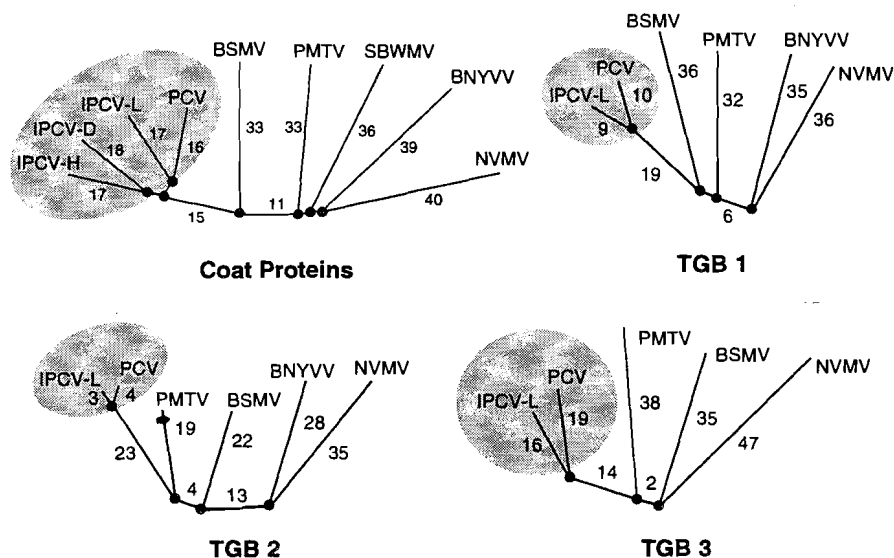 BSMV PMTV SBWMV
BNYVV
NVMV
PCV
IPCV-L
IPCV-D
IPCV-H
17 18 17 16 33 33 36 39 40
15 11
Coat Proteins
BSMV
PMTV
BNYVV
NVMV
PCV
IPCV-L
9 10 36 32 35 36
19 6
TGB 1
IPCV-L PCV
PMTV
BSMV
BNYVV
NVMV
3 4 19 22 28 35
23 4 13
TGB 2
PMTV
BSMV
NVMV
PCV
IPCV-L
16 19 38 35 47
14 2
TGB 3